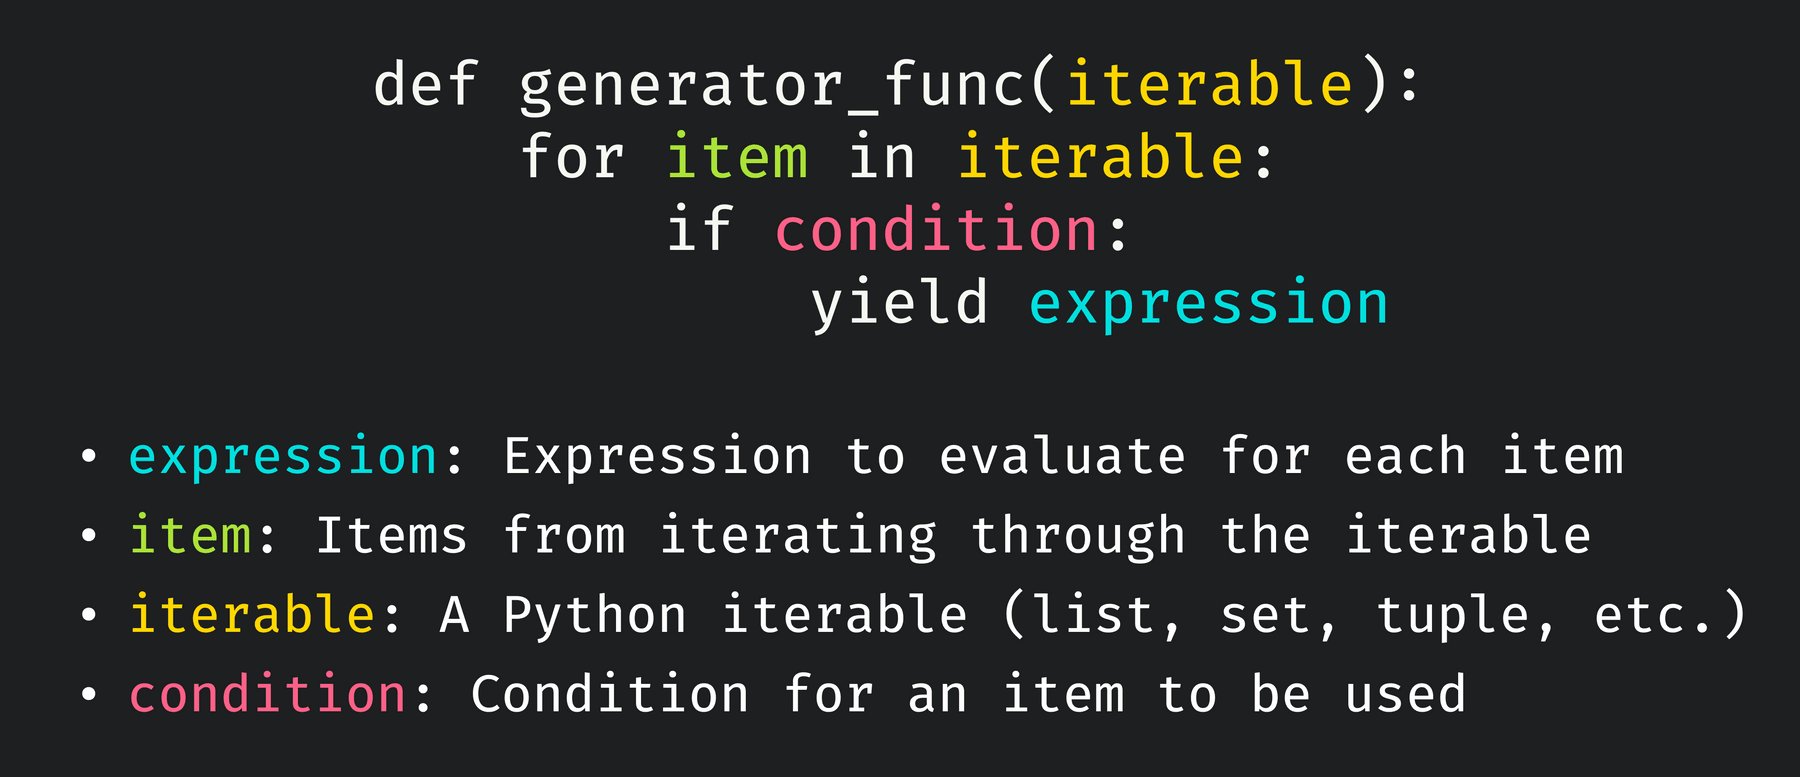 def generator_func(iterable):
    for item in iterable:
        if condition:
            yield expression
• expression: Expression to evaluate for each item
• item: Items from iterating through the iterable
• iterable: A Python iterable (list, set, tuple, etc.)
• condition: Condition for an item to be used